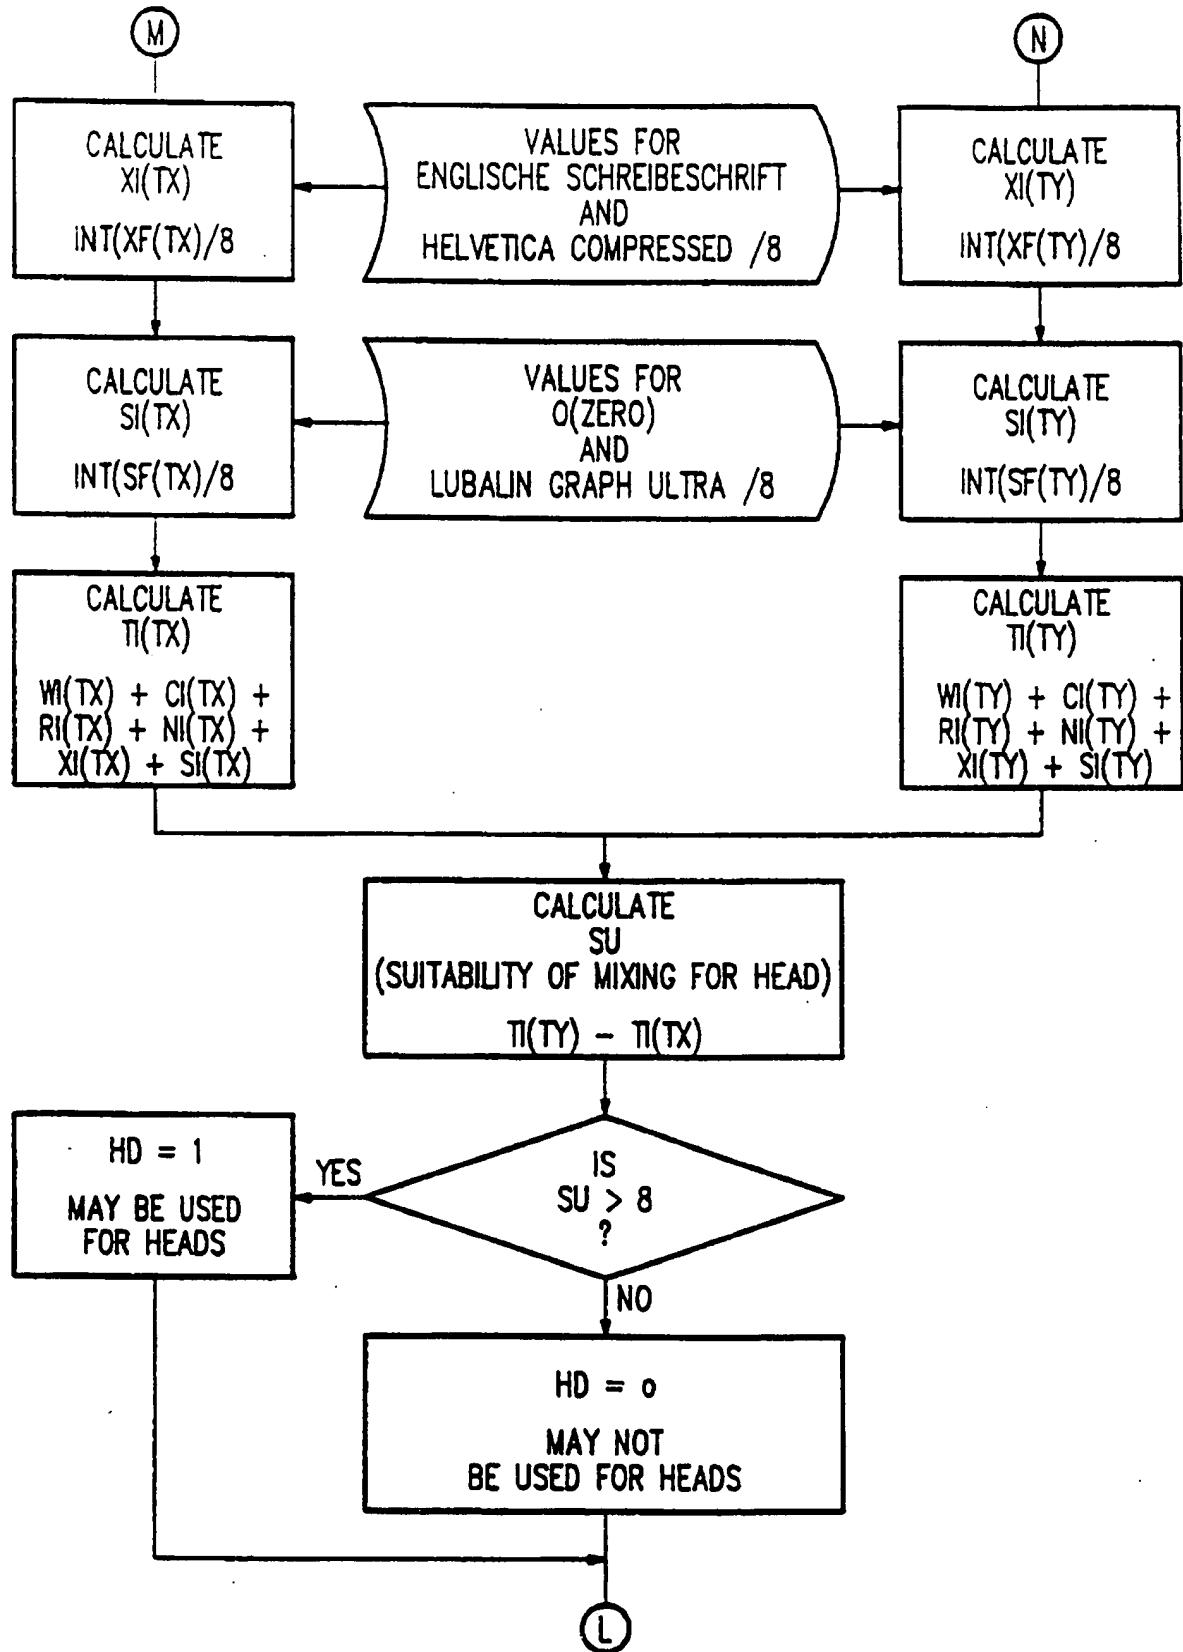 M
N
CALCULATE
XI(TX)
INT(XF(TX)/8
VALUES FOR
ENGLISCHE SCHREIBESCHRIFT
AND
HELVETICA COMPRESSED /8
CALCULATE
XI(TY)
INT(XF(TY)/8
CALCULATE
SI(TX)
INT(SF(TX)/8
VALUES FOR
O(ZERO)
AND
LUBALIN GRAPH ULTRA /8
CALCULATE
SI(TY)
INT(SF(TY)/8
CALCULATE
TI(TX)
WI(TX) + CI(TX) +
RI(TX) + NI(TX) +
XI(TX) + SI(TX)
CALCULATE
TI(TY)
WI(TY) + CI(TY) +
RI(TY) + NI(TY) +
XI(TY) + SI(TY)
CALCULATE
SU
(SUITABILITY OF MIXING FOR HEAD)
TI(TY) - TI(TX)
HD = 1
MAY BE USED
FOR HEADS
YES
IS
SU > 8
?
NO
HD = o
MAY NOT
BE USED FOR HEADS
L